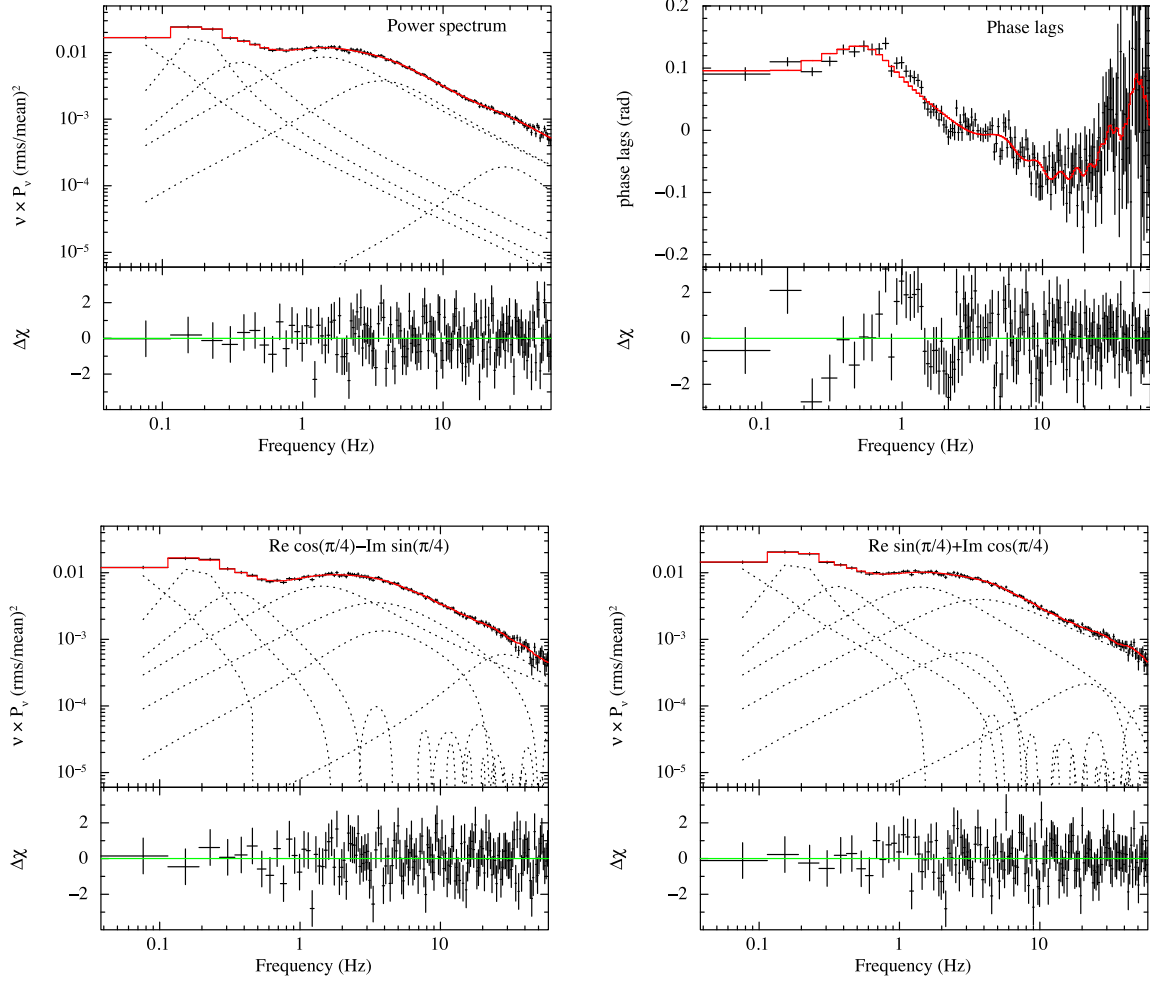 Power spectrum
ν × Pν (rms/mean)²
0.01
10⁻³
10⁻⁴
10⁻⁵
Δχ
2
0
−2
0.1 1 10
Frequency (Hz)
Phase lags
phase lags (rad)
0.2
0.1
0
−0.1
−0.2
Δχ
2
0
−2
0.1 1 10
Frequency (Hz)
Re cos(π/4)−Im sin(π/4)
ν × Pν (rms/mean)²
0.01
10⁻³
10⁻⁴
10⁻⁵
Δχ
2
0
−2
0.1 1 10
Frequency (Hz)
Re sin(π/4)+Im cos(π/4)
ν × Pν (rms/mean)²
0.01
10⁻³
10⁻⁴
10⁻⁵
Δχ
2
0
−2
0.1 1 10
Frequency (Hz)